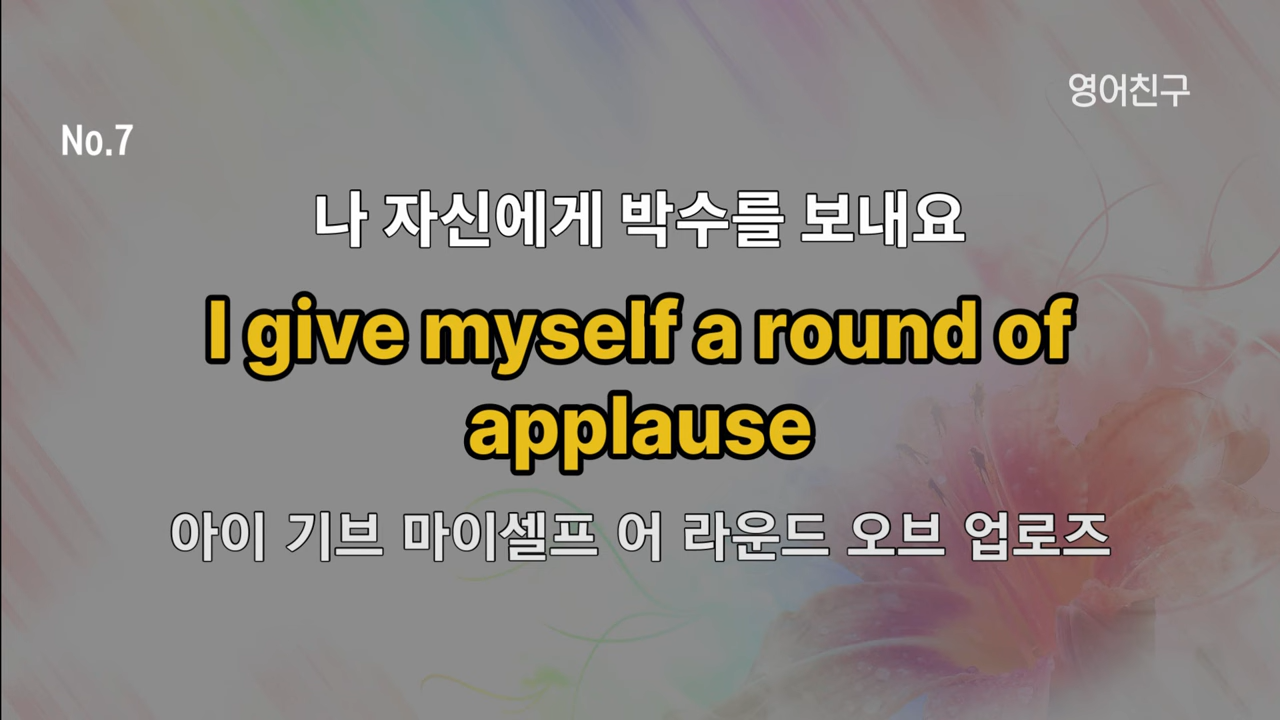 영어친구
No.7
나 자신에게 박수를 보내요
I give myself a round of
applause
아이 기브 마이셀프 어 라운드 오브 업로즈